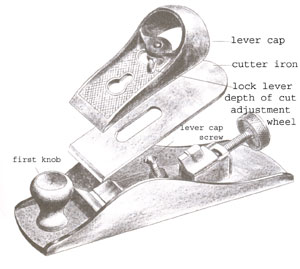 lever cap
cutter iron
lock lever
depth of cut
adjustment
wheel
lever cap
screw
first knob